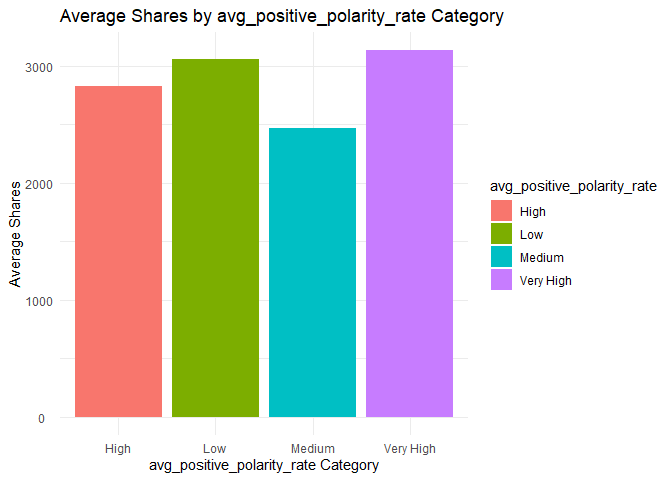 Average Shares by avg_positive_polarity_rate Category
3000
2000
1000
0
Average Shares
High
Low
Medium
Very High
avg_positive_polarity_rate Category
avg_positive_polarity_rate
High
Low
Medium
Very High